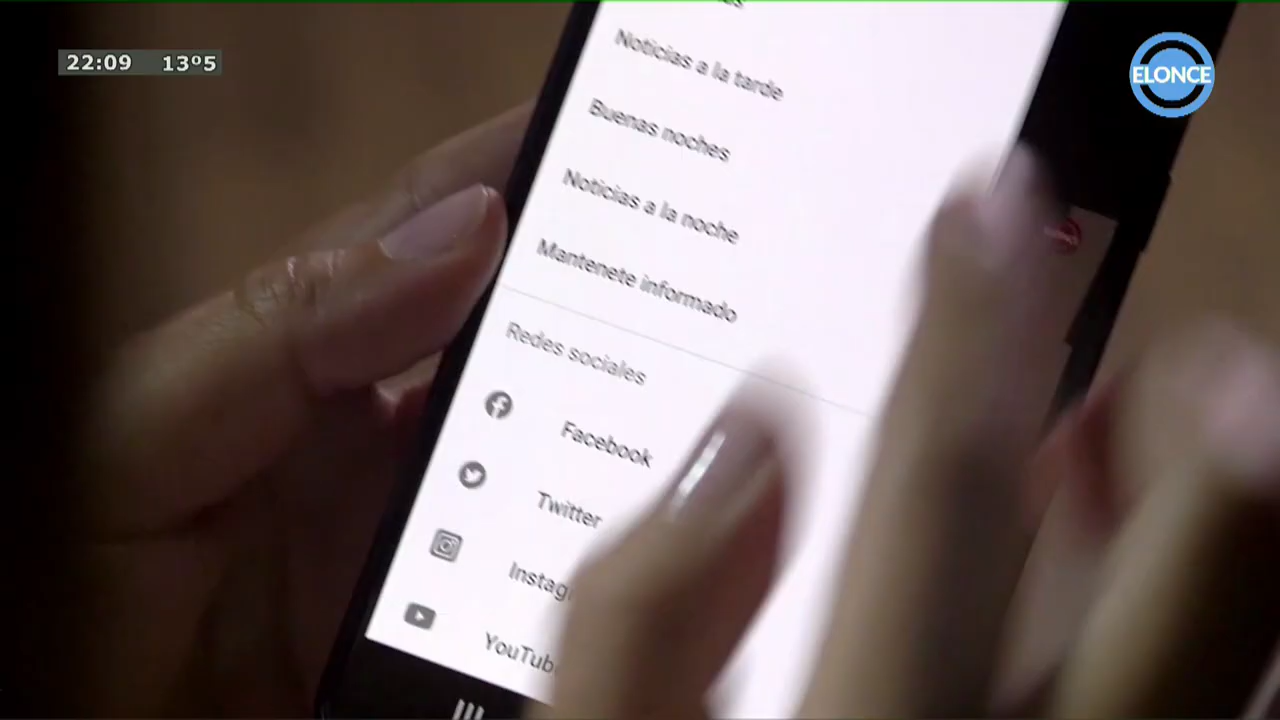 22:09 13º5
ELONCE
Noticias a la tarde
Buenas noches
Noticias a la noche
Mantenete informado
Redes sociales
Facebook
Twitter